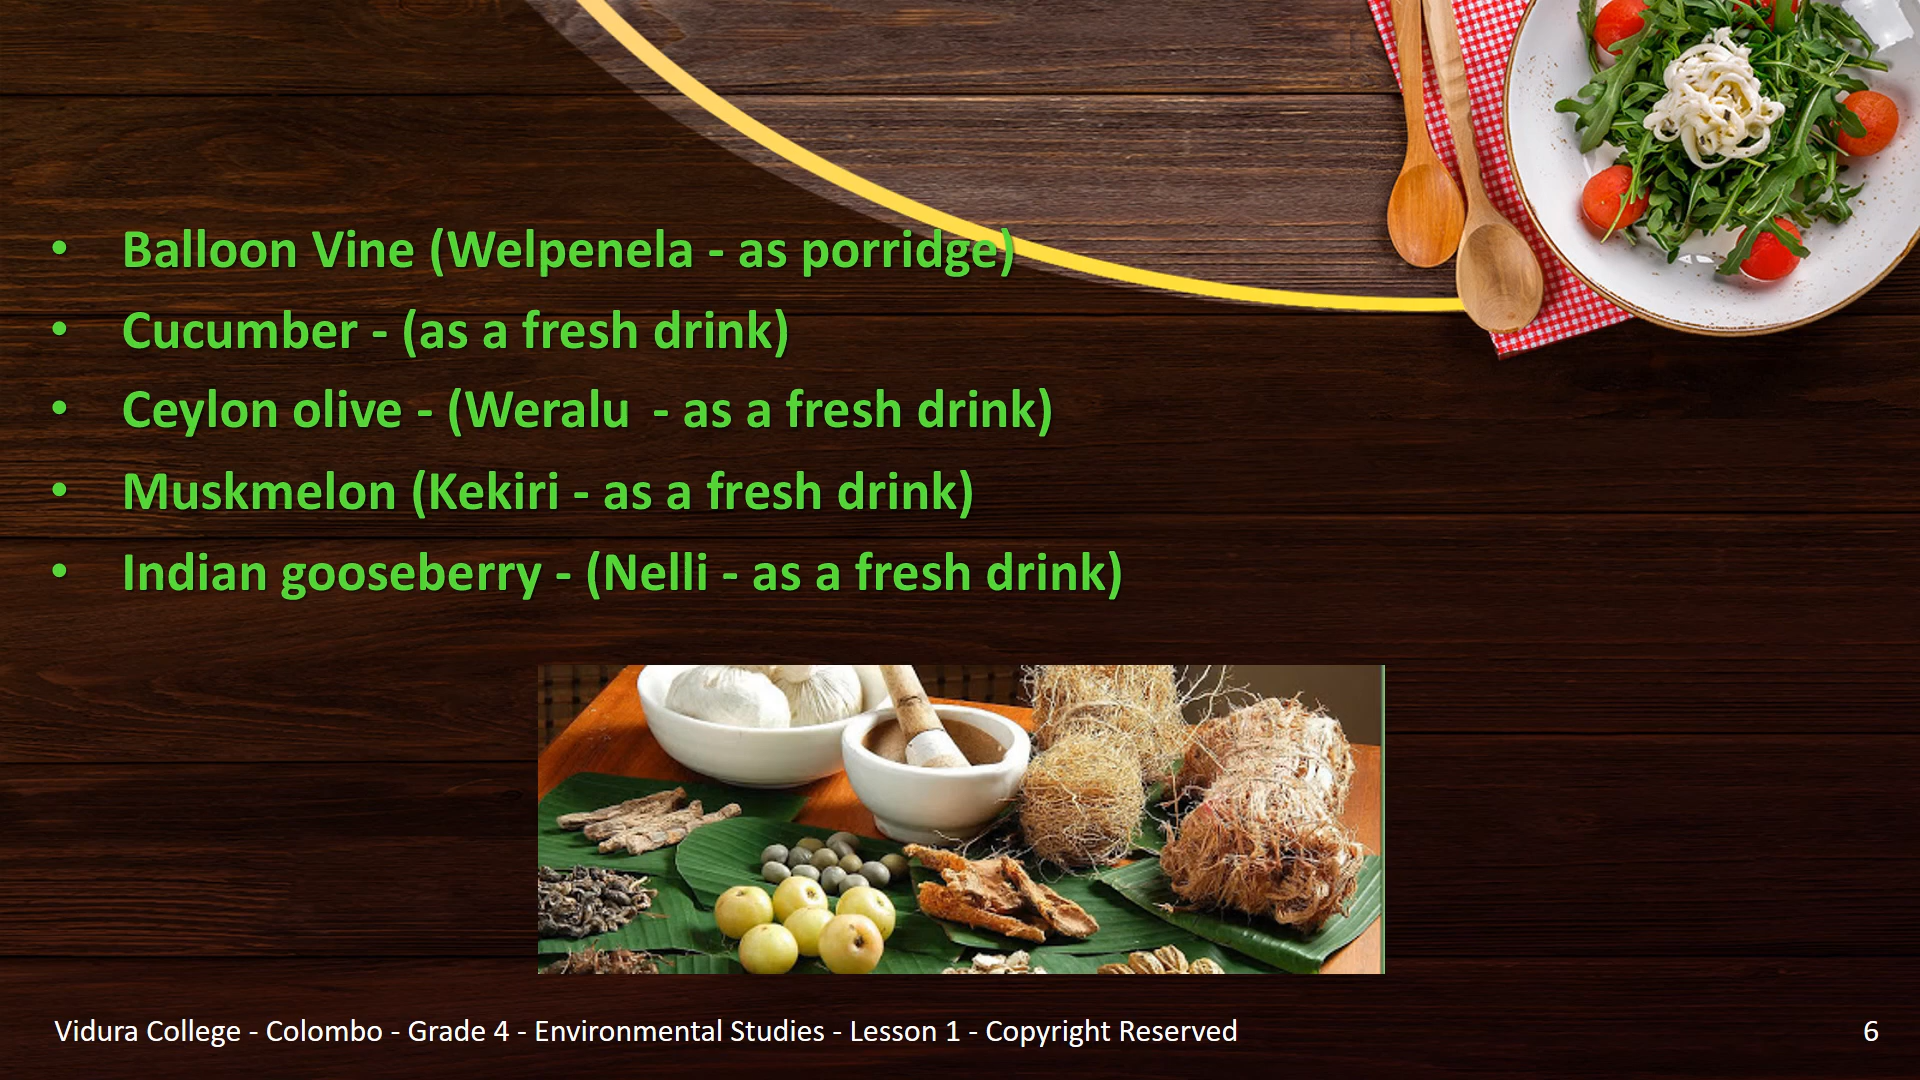 • Balloon Vine (Welpenela - as porridge)
• Cucumber - (as a fresh drink)
• Ceylon olive - (Weralu - as a fresh drink)
• Muskmelon (Kekiri - as a fresh drink)
• Indian gooseberry - (Nelli - as a fresh drink)
Vidura College - Colombo - Grade 4 - Environmental Studies - Lesson 1 - Copyright Reserved
6